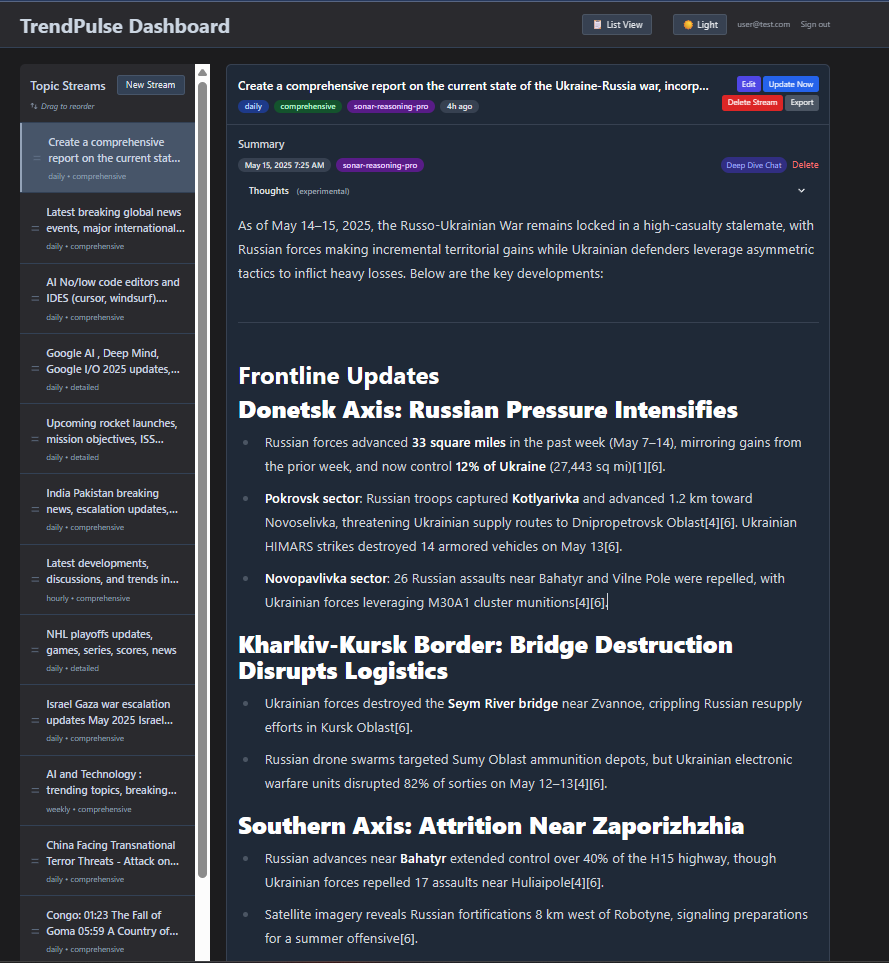 TrendPulse Dashboard
List View
Light
user@test.com
Sign out
Topic Streams
New Stream
Drag to reorder
Create a comprehensive
report on the current stat...
daily • comprehensive
Latest breaking global news
events, major international...
daily • comprehensive
AI No/low code editors and
IDES (cursor, windsurf)....
daily • comprehensive
Google AI , Deep Mind,
Google I/O 2025 updates,...
daily • detailed
Upcoming rocket launches,
mission objectives, ISS...
daily • detailed
India Pakistan breaking
news, escalation updates,...
daily • comprehensive
Latest developments,
discussions, and trends in...
hourly • comprehensive
NHL playoffs updates,
games, series, scores, news
daily • detailed
Israel Gaza war escalation
updates May 2025 Israel...
daily • comprehensive
AI and Technology :
trending topics, breaking...
weekly • comprehensive
China Facing Transnational
Terror Threats - Attack on...
daily • comprehensive
Congo: 01:23 The Fall of
Goma 05:59 A Country of...
daily • comprehensive
Create a comprehensive report on the current state of the Ukraine-Russia war, incorp...
Edit
Update Now
daily
comprehensive
sonar-reasoning-pro
4h ago
Delete Stream
Export
Summary
May 15, 2025 7:25 AM
sonar-reasoning-pro
Deep Dive Chat
Delete
Thoughts (experimental)
As of May 14–15, 2025, the Russo-Ukrainian War remains locked in a high-casualty stalemate, with
Russian forces making incremental territorial gains while Ukrainian defenders leverage asymmetric
tactics to inflict heavy losses. Below are the key developments:
Frontline Updates
Donetsk Axis: Russian Pressure Intensifies
• Russian forces advanced 33 square miles in the past week (May 7–14), mirroring gains from
the prior week, and now control 12% of Ukraine (27,443 sq mi)[1][6].
• Pokrovsk sector: Russian troops captured Kotlyarivka and advanced 1.2 km toward
Novoselivka, threatening Ukrainian supply routes to Dnipropetrovsk Oblast[4][6]. Ukrainian
HIMARS strikes destroyed 14 armored vehicles on May 13[6].
• Novopavlivka sector: 26 Russian assaults near Bahatyr and Vilne Pole were repelled, with
Ukrainian forces leveraging M30A1 cluster munitions[4][6].
Kharkiv-Kursk Border: Bridge Destruction
Disrupts Logistics
• Ukrainian forces destroyed the Seym River bridge near Zvannoe, crippling Russian resupply
efforts in Kursk Oblast[6].
• Russian drone swarms targeted Sumy Oblast ammunition depots, but Ukrainian electronic
warfare units disrupted 82% of sorties on May 12–13[4][6].
Southern Axis: Attrition Near Zaporizhzhia
• Russian advances near Bahatyr extended control over 40% of the H15 highway, though
Ukrainian forces repelled 17 assaults near Huliaipole[4][6].
• Satellite imagery reveals Russian fortifications 8 km west of Robotyne, signaling preparations
for a summer offensive[6].